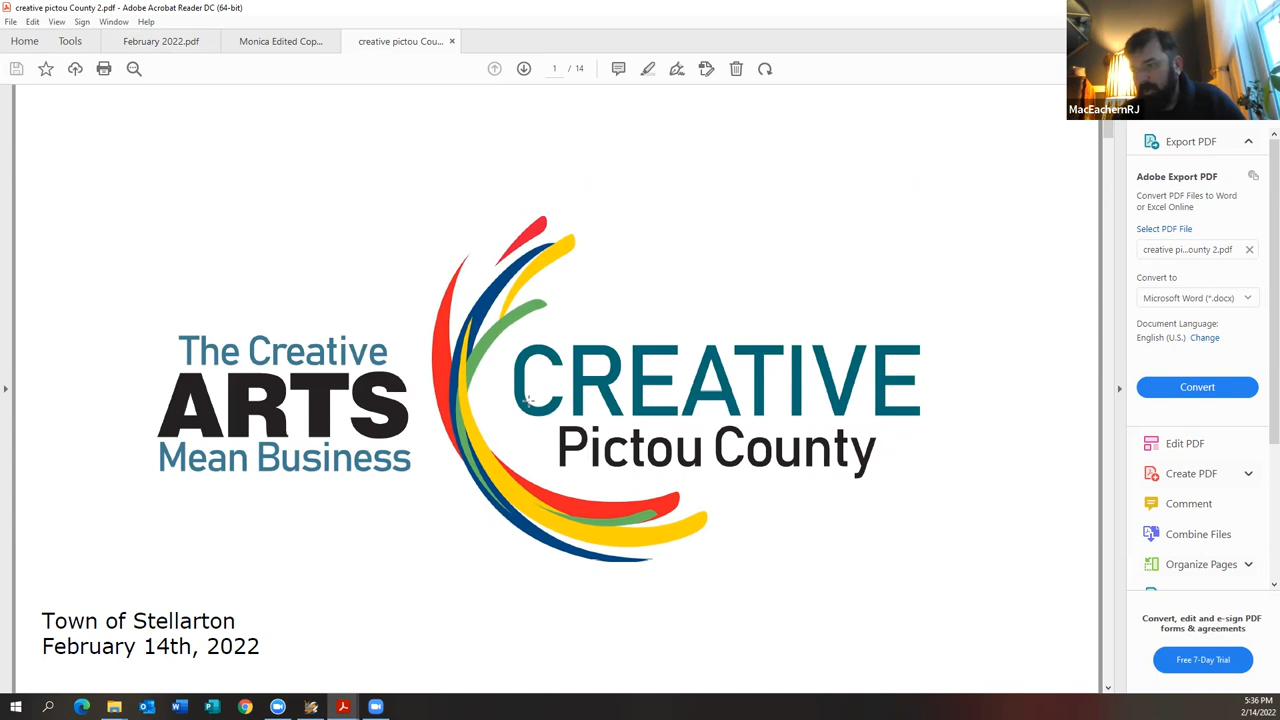 creative pictou County 2.pdf - Adobe Acrobat Reader DC (64-bit)
File Edit View Sign Window Help
Home Tools February 2022.pdf Monica Edited Cop... creative pictou Cou... ×
1 / 14
MacEachernRJ
Export PDF
Adobe Export PDF
Convert PDF Files to Word
or Excel Online
Select PDF File
creative pi...ounty 2.pdf
Convert to
Microsoft Word (*.docx)
Document Language:
English (U.S.) Change
Convert
Edit PDF
Create PDF
Comment
Combine Files
Organize Pages
Convert, edit and e-sign PDF
forms & agreements
Free 7-Day Trial
The Creative
ARTS
Mean Business
CREATIVE
Pictou County
Town of Stellarton
February 14th, 2022
5:36 PM
2/14/2022